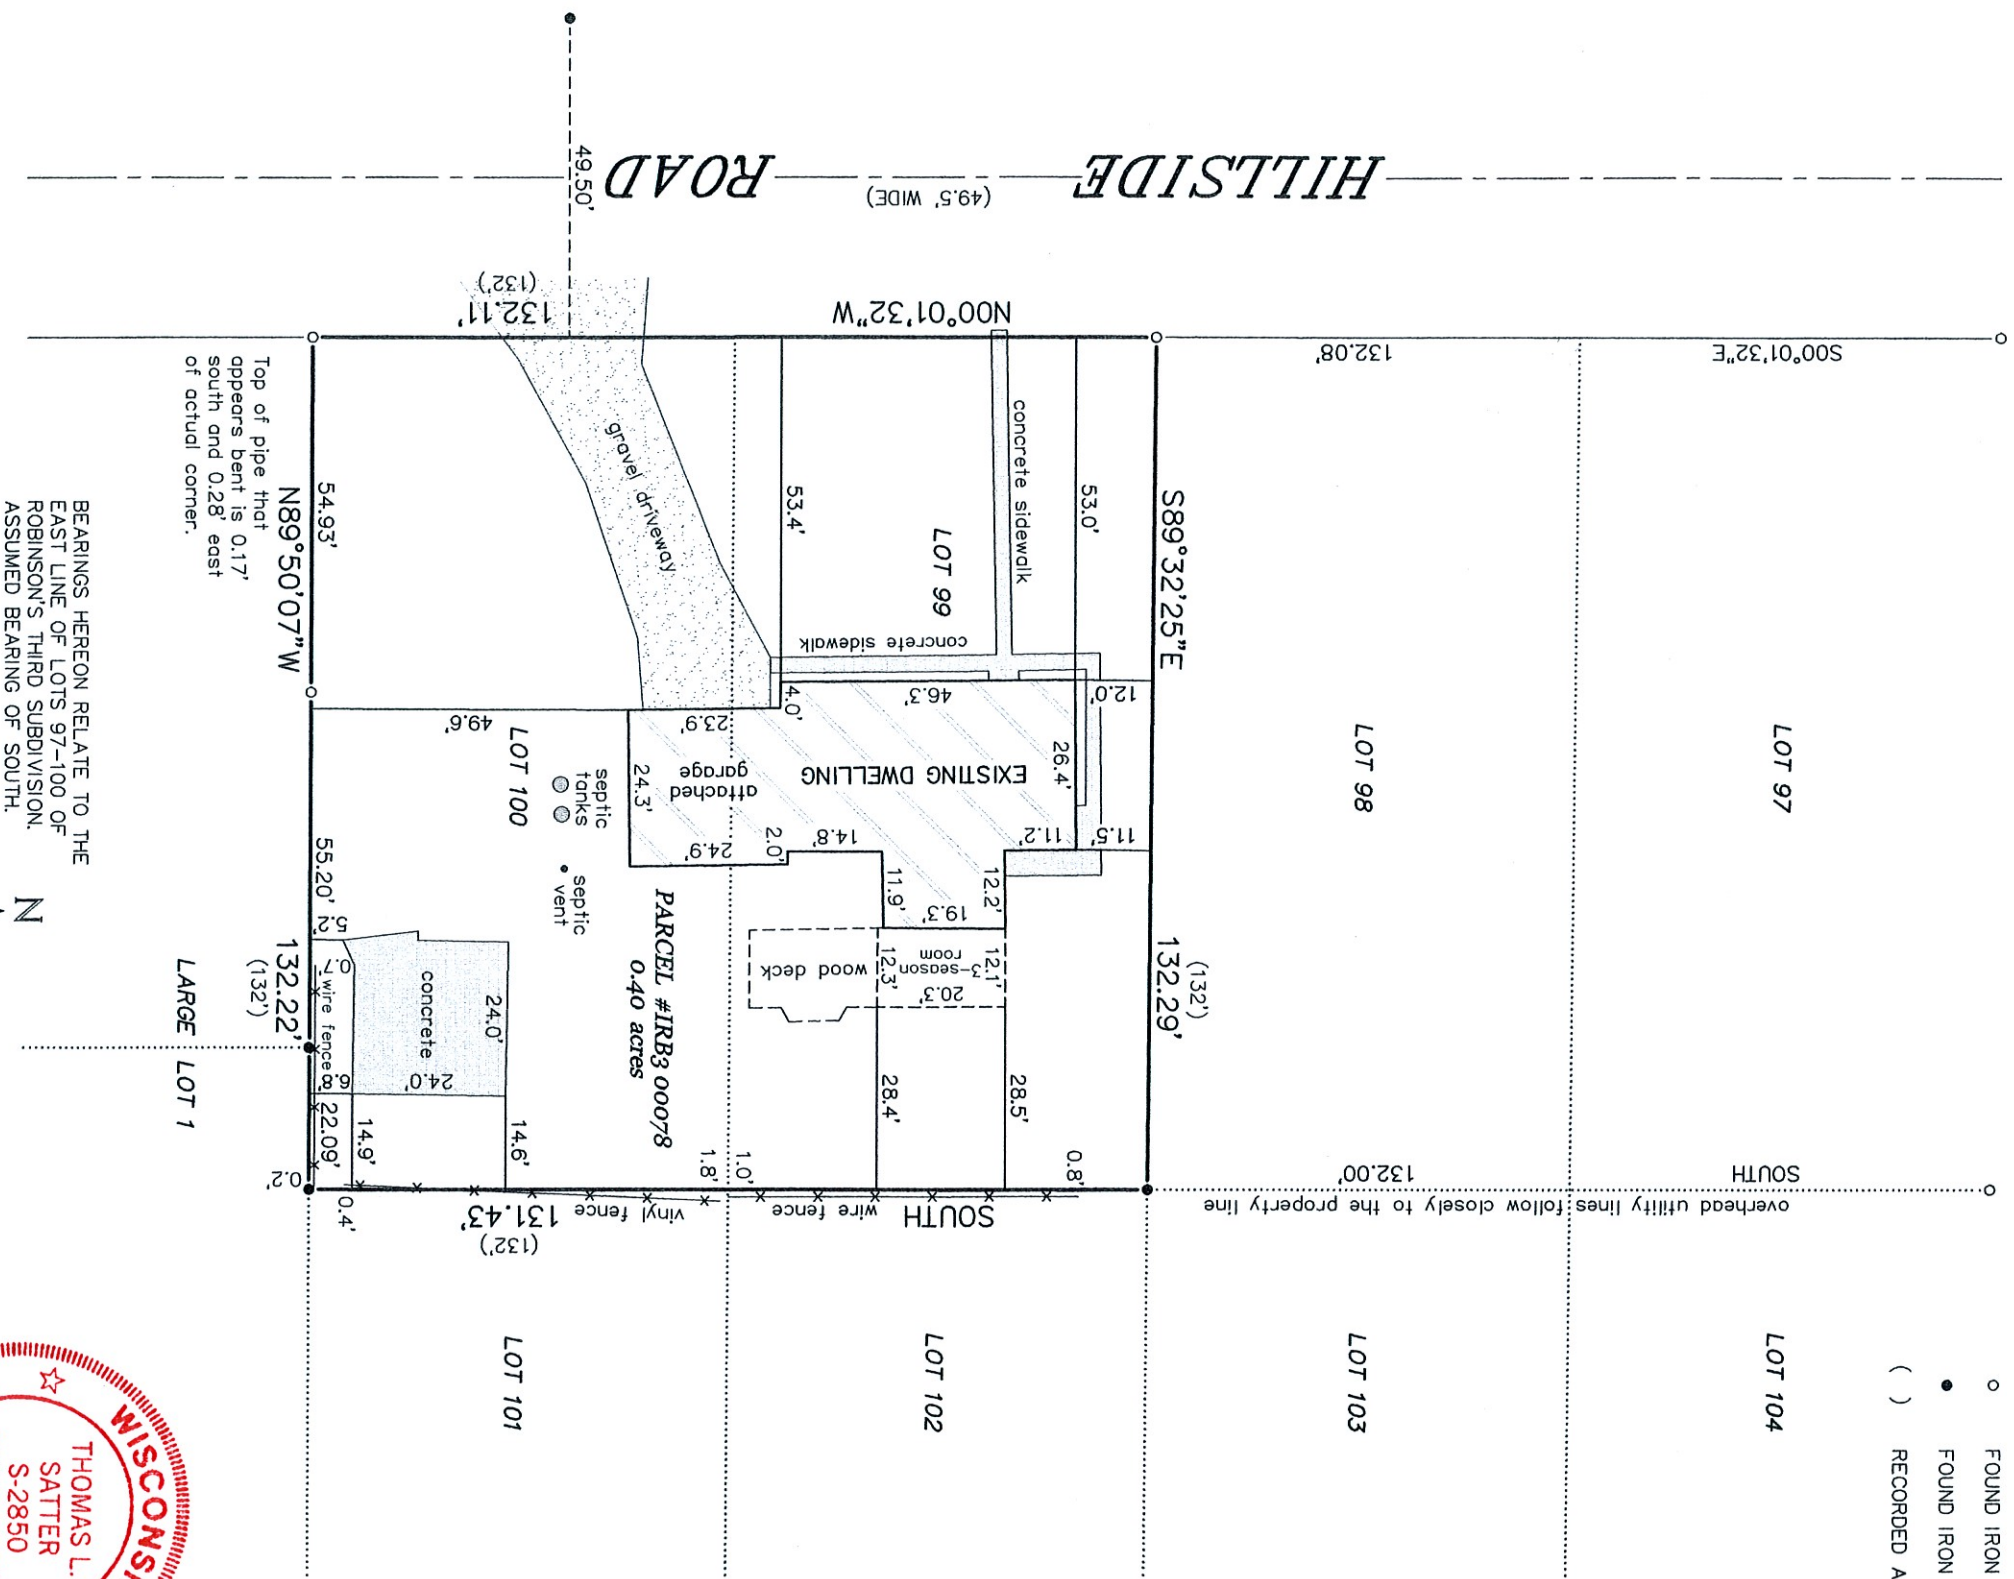 HILLSIDE ROAD
(49.5' WIDE)
49.50'
N00°01'32"W
132.11'
(132')
S00°01'32"E
132.08'
S89°32'25"E
132.29'
(132')
53.0'
concrete sidewalk
LOT 99
53.4'
concrete sidewalk
gravel driveway
12.0'
46.3'
4.0'
23.9'
49.6'
26.4'
EXISTING DWELLING
attached
garage
24.3'
LOT 100
septic
tanks
septic
vent
11.5'
11.2'
14.8'
2.0'
24.9'
12.2'
11.9'
19.3'
12.1'
3-season
room
12.3'
20.3'
wood deck
PARCEL #IRB3 00078
0.40 acres
28.5'
28.4'
0.8'
1.0'
1.8'
24.0'
concrete
24.0'
14.6'
14.9'
5.2'
0.7'
wire fence
6.8'
22.09'
0.2'
0.4'
54.93'
N89°50'07"W
55.20'
132.22'
(132')
SOUTH
wire fence
vinyl fence
131.43'
(132')
LOT 97
LOT 98
SOUTH
132.00'
overhead utility lines follow closely to the property line
LOT 104
LOT 103
LOT 102
LOT 101
LARGE LOT 1
Top of pipe that
appears bent is 0.17'
south and 0.28' east
of actual corner.
BEARINGS HEREON RELATE TO THE
EAST LINE OF LOTS 97-100 OF
ROBINSON'S THIRD SUBDIVISION.
ASSUMED BEARING OF SOUTH.
N
FOUND IRON
FOUND IRON
( ) RECORDED A
WISCONS
THOMAS L.
SATTER
S-2850